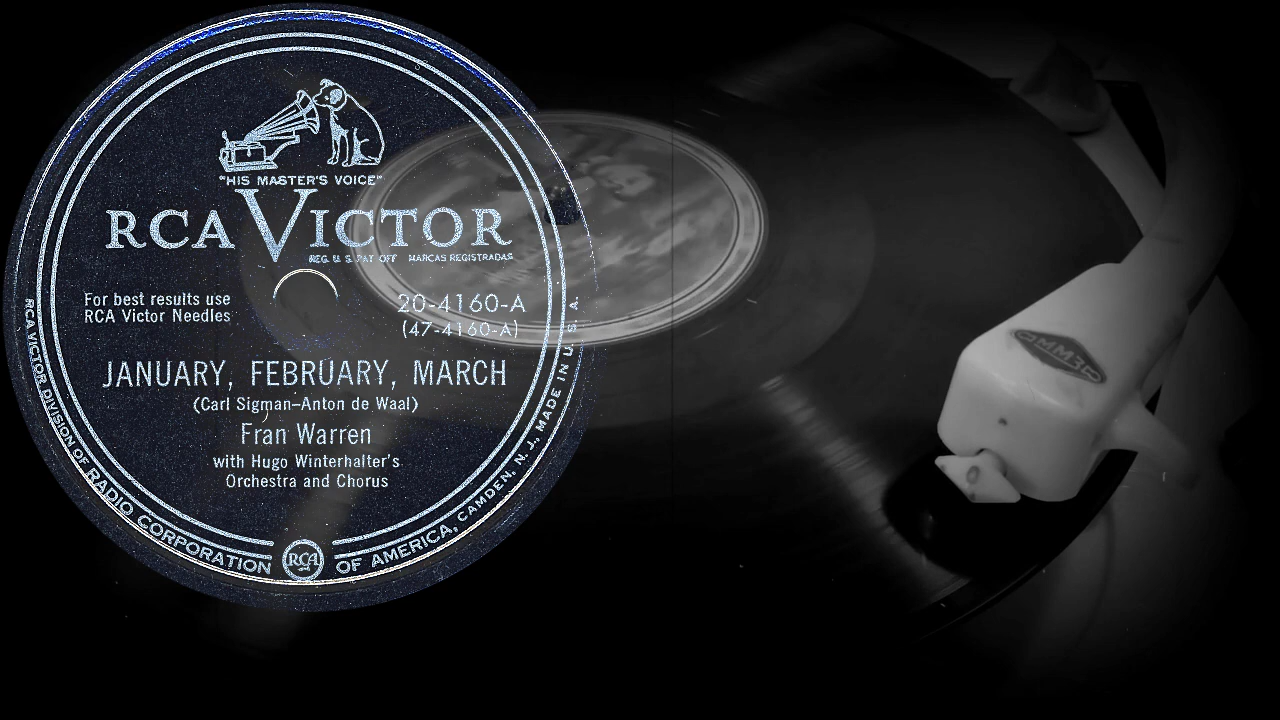 "HIS MASTER'S VOICE"
RCA VICTOR
REG. U. S. PAT. OFF. MARCAS REGISTRADAS
For best results use
RCA Victor Needles
20-4160-A
(47-4160-A)
JANUARY, FEBRUARY, MARCH
(Carl Sigman–Anton de Waal)
Fran Warren
with Hugo Winterhalter's
Orchestra and Chorus
RCA VICTOR DIVISION OF RADIO CORPORATION OF AMERICA, CAMDEN, N. J., MADE IN U. S. A.
RCA